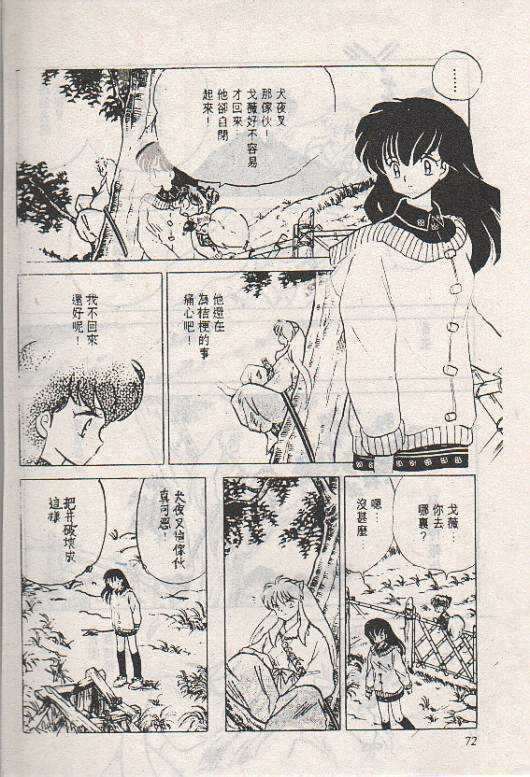 ……
犬夜叉
那傢伙！
戈薇好不容易
才回來…
他卻自閉
起來！
他還在
為桔梗的事
痛心吧！
我不回來
還好呢！
戈薇…
你去
哪裏？
嗯…
沒甚麼…
犬夜叉這傢伙
真可惡！
把井破壞成
這樣
72